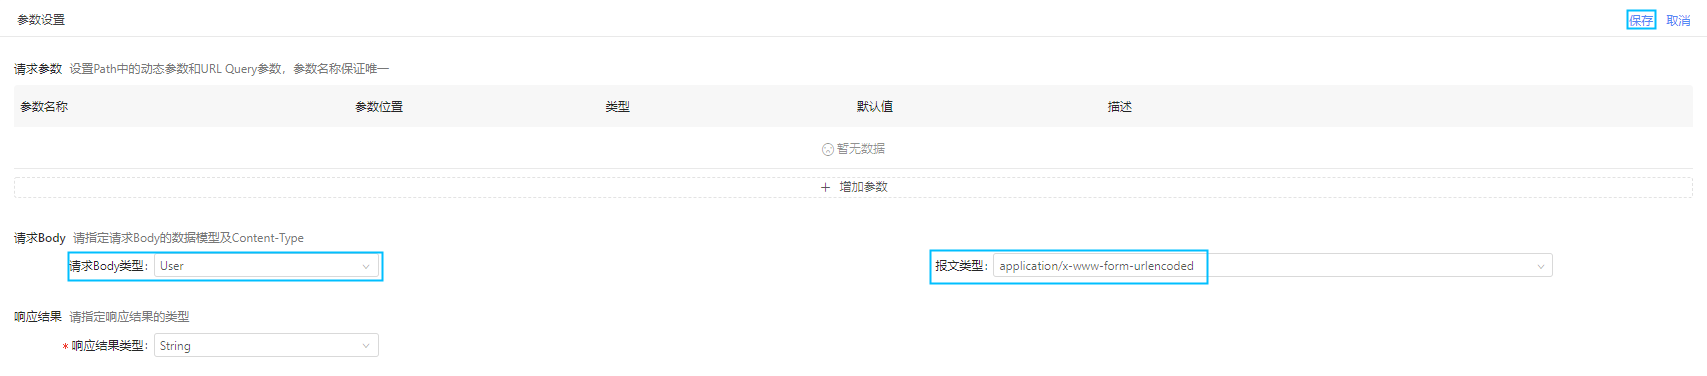 参数设置 保存 取消
请求参数 设置Path中的动态参数和URL Query参数，参数名称保证唯一
参数名称 参数位置 类型 默认值 描述
暂无数据
+ 增加参数
请求Body 请指定请求Body的数据模型及Content-Type
请求Body类型: User 报文类型: application/x-www-form-urlencoded
响应结果 请指定响应结果的类型
* 响应结果类型: String